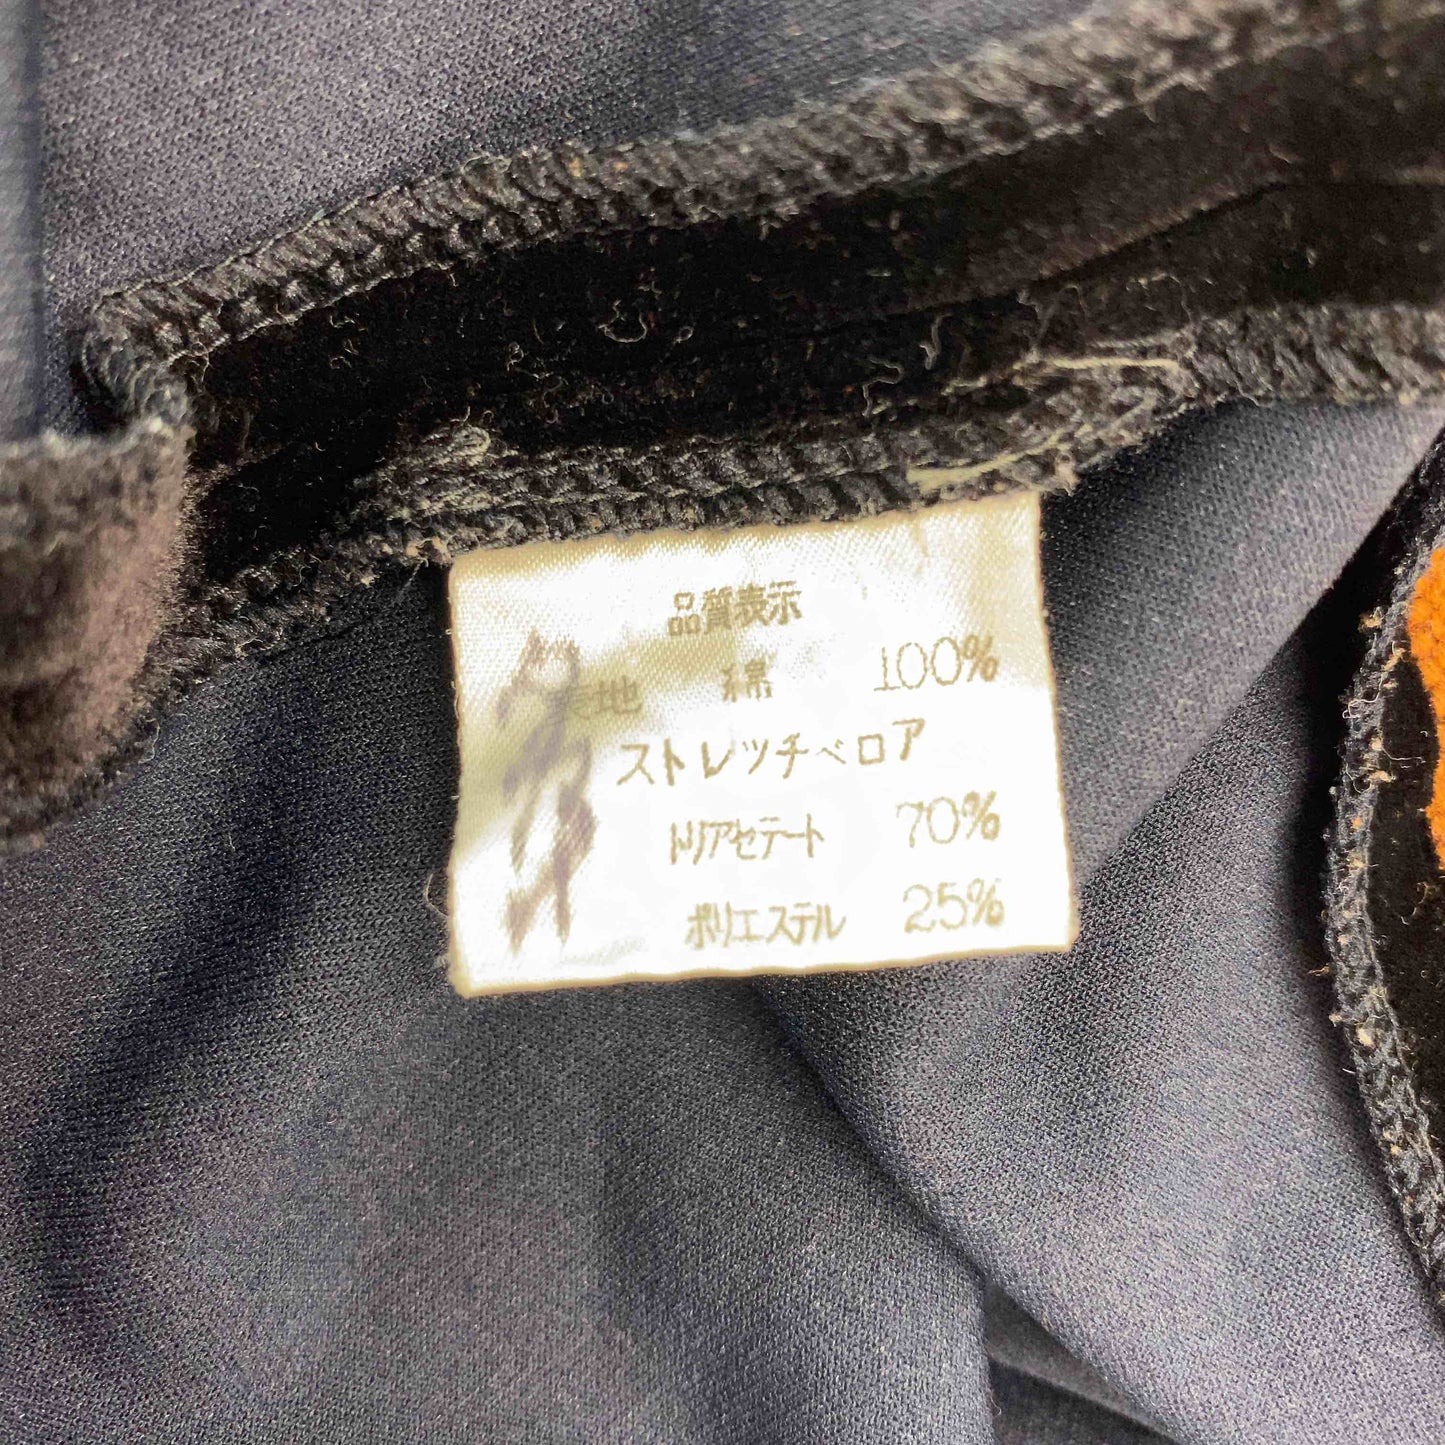 品質表示
表地 綿 100%
ストレッチベロア
トリアセテート 70%
ポリエステル 25%